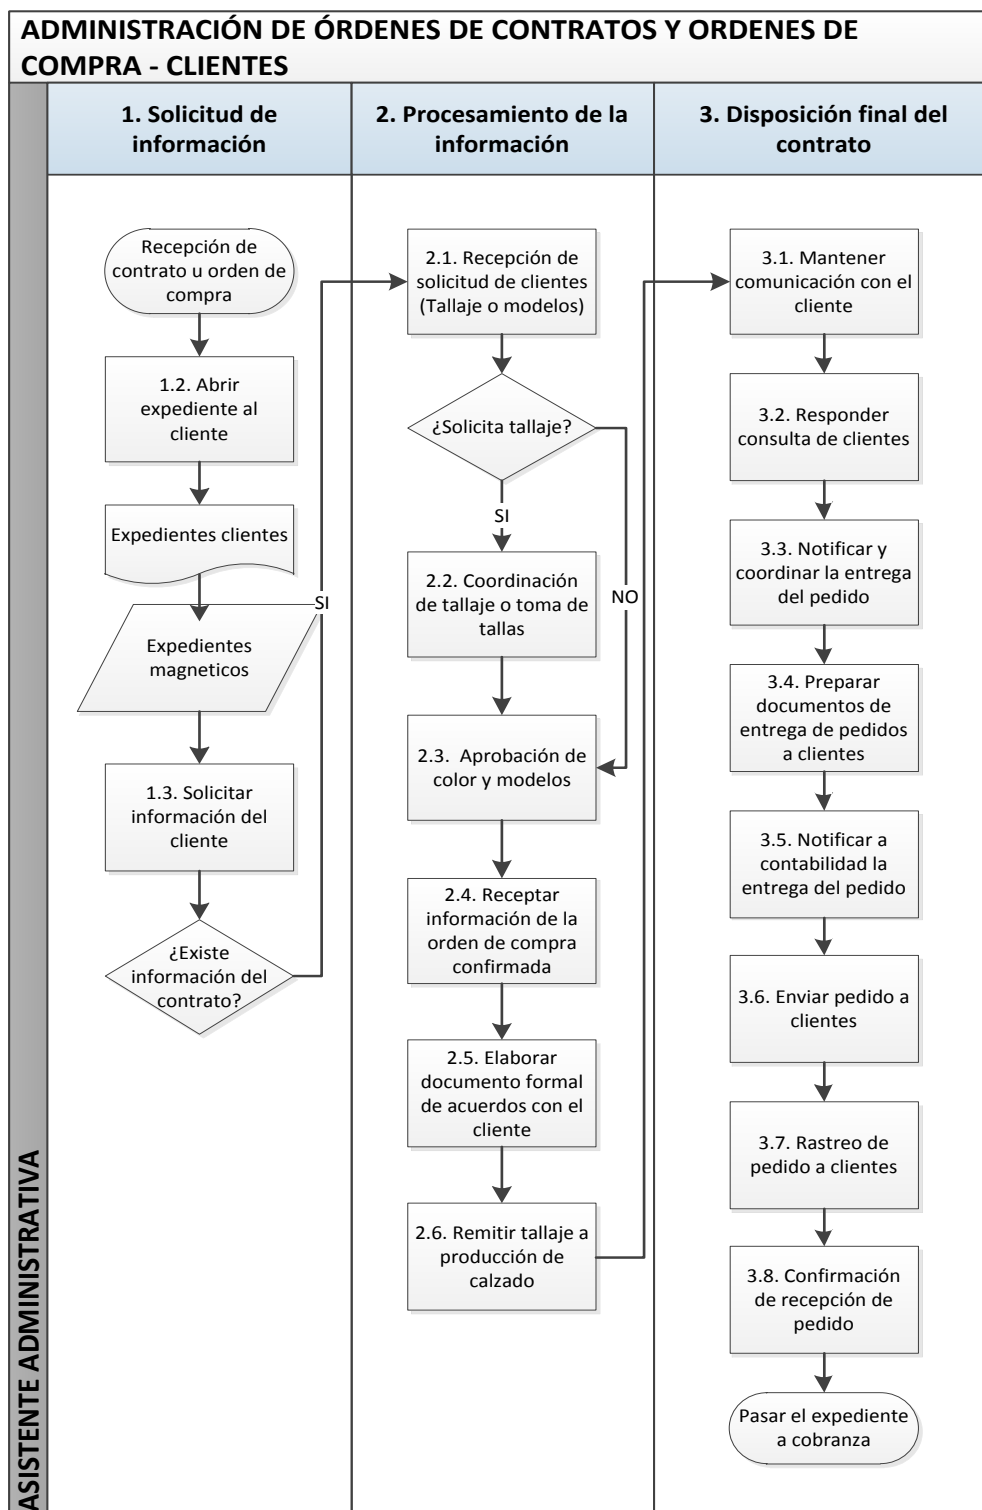 ADMINISTRACIÓN DE ÓRDENES DE CONTRATOS Y ORDENES DE
COMPRA - CLIENTES
1. Solicitud de
información
2. Procesamiento de la
información
3. Disposición final del
contrato
ASISTENTE ADMINISTRATIVA
Recepción de
contrato u orden de
compra
1.2. Abrir
expediente al
cliente
Expedientes clientes
Expedientes
magneticos
1.3. Solicitar
información del
cliente
¿Existe
información del
contrato?
SI
2.1. Recepción de
solicitud de clientes
(Tallaje o modelos)
¿Solicita tallaje?
SI
NO
2.2. Coordinación
de tallaje o toma de
tallas
2.3. Aprobación de
color y modelos
2.4. Receptar
información de la
orden de compra
confirmada
2.5. Elaborar
documento formal
de acuerdos con el
cliente
2.6. Remitir tallaje a
producción de
calzado
3.1. Mantener
comunicación con el
cliente
3.2. Responder
consulta de clientes
3.3. Notificar y
coordinar la entrega
del pedido
3.4. Preparar
documentos de
entrega de pedidos
a clientes
3.5. Notificar a
contabilidad la
entrega del pedido
3.6. Enviar pedido a
clientes
3.7. Rastreo de
pedido a clientes
3.8. Confirmación
de recepción de
pedido
Pasar el expediente
a cobranza